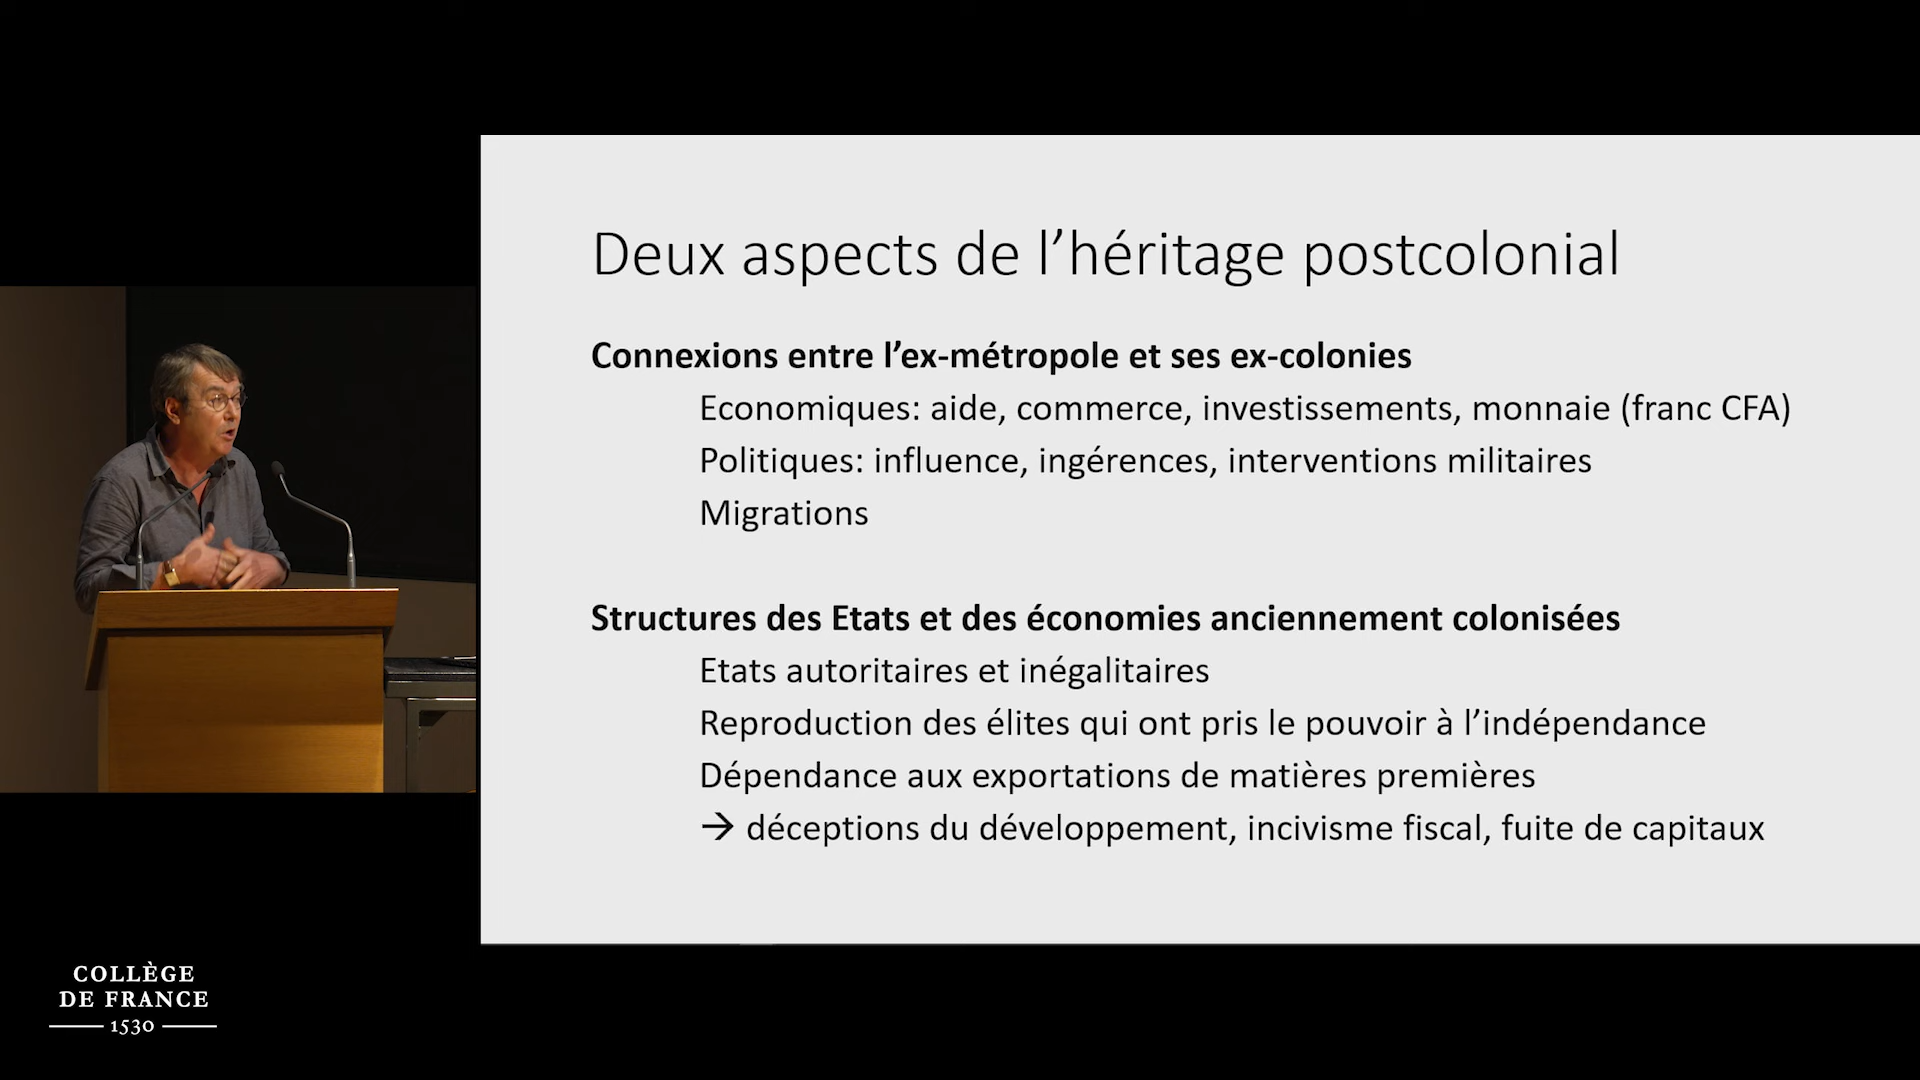 Deux aspects de l’héritage postcolonial
Connexions entre l’ex-métropole et ses ex-colonies
Economiques: aide, commerce, investissements, monnaie (franc CFA)
Politiques: influence, ingérences, interventions militaires
Migrations
Structures des Etats et des économies anciennement colonisées
Etats autoritaires et inégalitaires
Reproduction des élites qui ont pris le pouvoir à l’indépendance
Dépendance aux exportations de matières premières
→ déceptions du développement, incivisme fiscal, fuite de capitaux
COLLÈGE
DE FRANCE
1530